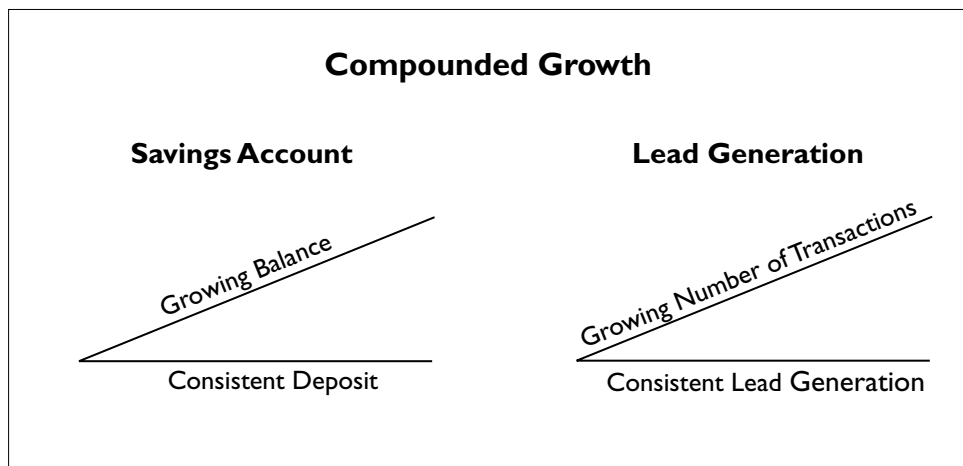 Compounded Growth
Savings Account
Growing Balance
Consistent Deposit
Lead Generation
Growing Number of Transactions
Consistent Lead Generation